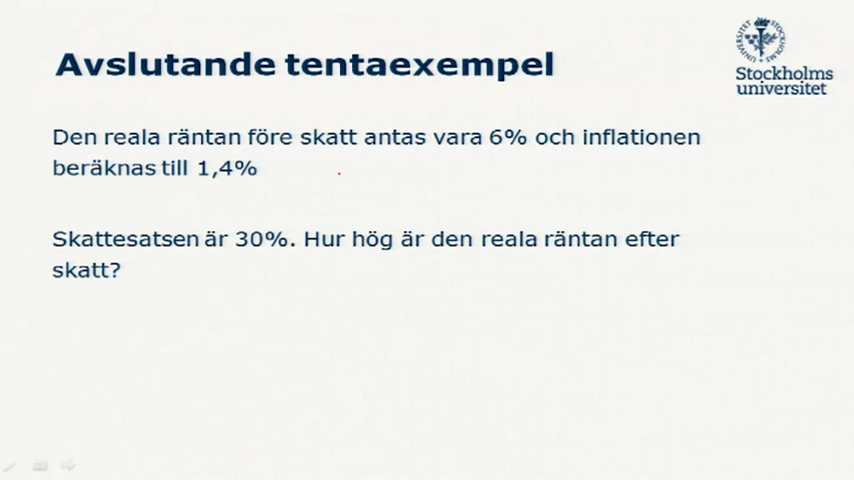 Avslutande tentaexempel
Stockholms
universitet
Den reala räntan före skatt antas vara 6% och inflationen
beräknas till 1,4%
Skattesatsen är 30%. Hur hög är den reala räntan efter
skatt?